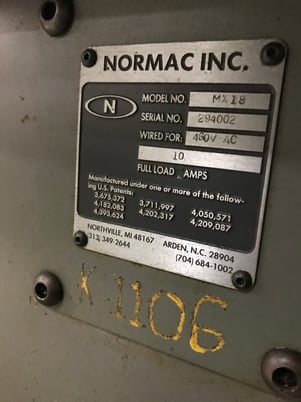 NORMAC INC.
N
MODEL NO. MX18
SERIAL NO. 294002
WIRED FOR: 460V AC
10
FULL LOAD . AMPS
Manufactured under one or more of the follow-
ing U.S. Patents:
3,675,372 3,711,997 4,050,571
4,182,083 4,202,317 4,209,087
4,393,624
NORTHVILLE, MI 48167 ARDEN, N.C. 28904
313) 349-2644 (704) 684-1002
X 1106